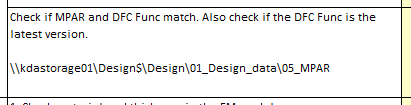 Check if MPAR and DFC Func match. Also check if the DFC Func is the
latest version.
\\kdastorage01\Design$\Design\01_Design_data\05_MPAR